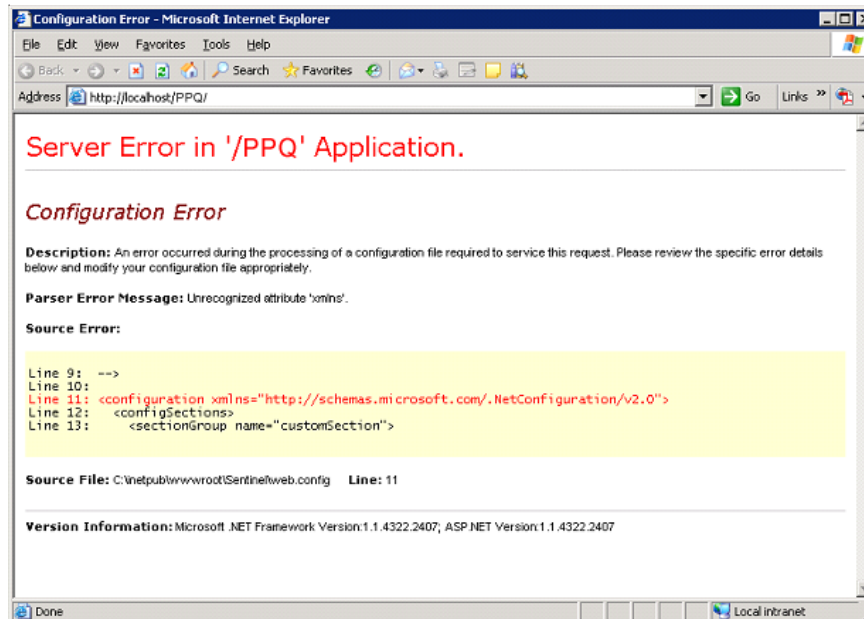 Configuration Error - Microsoft Internet Explorer
File Edit View Favorites Tools Help
Back Search Favorites
Address http://localhost/PPQ/ Go Links »
Server Error in '/PPQ' Application.
Configuration Error
Description: An error occurred during the processing of a configuration file required to service this request. Please review the specific error details
below and modify your configuration file appropriately.
Parser Error Message: Unrecognized attribute 'xmlns'.
Source Error:
Line 9: -->
Line 10:
Line 11: <configuration xmlns="http://schemas.microsoft.com/.NetConfiguration/v2.0">
Line 12: <configSections>
Line 13: <sectionGroup name="customSection">
Source File: C:\Inetpub\wwwroot\Sentinel\web.config Line: 11
Version Information: Microsoft .NET Framework Version:1.1.4322.2407; ASP.NET Version:1.1.4322.2407
Done Local intranet